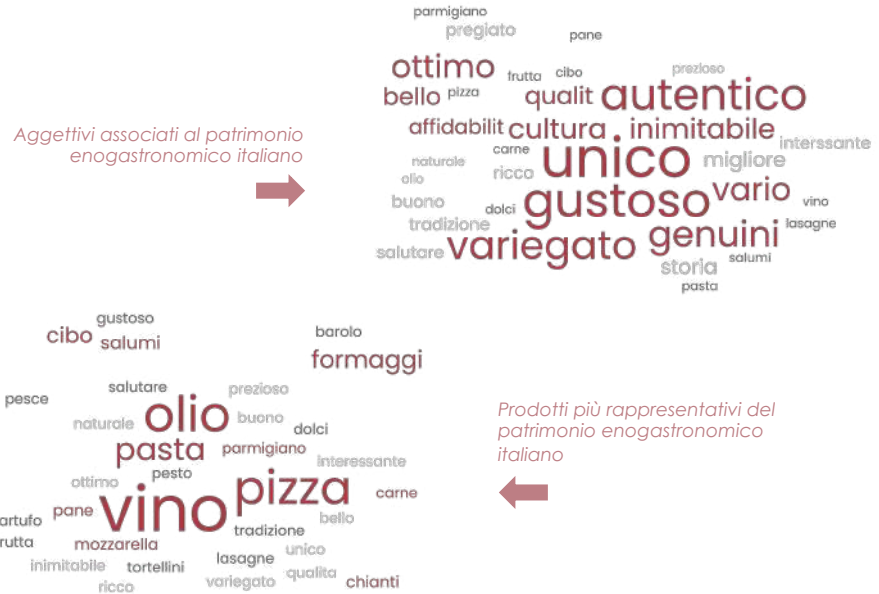 parmigiano
pregiato
pane
ottimo
frutta cibo prezioso
bello pizza qualit autentico
affidabilit cultura inimitabile
Aggettivi associati al patrimonio
enogastronomico italiano
carne unico interssante
naturale ricco migliore
olio
buono dolci gustoso vario vino
tradizione lasagne
salutare variegato genuini
storia salumi
pasta
gustoso
cibo salumi
barolo
formaggi
pesce salutare prezioso
naturale olio buono dolci
pasta parmigiano
interessante
Prodotti più rappresentativi del
patrimonio enogastronomico
italiano
ottimo pesto
vino pizza carne
artufo pane bello
rutta tradizione
mozzarella unico
inimitabile tortellini lasagne
ricco variegato qualita chianti